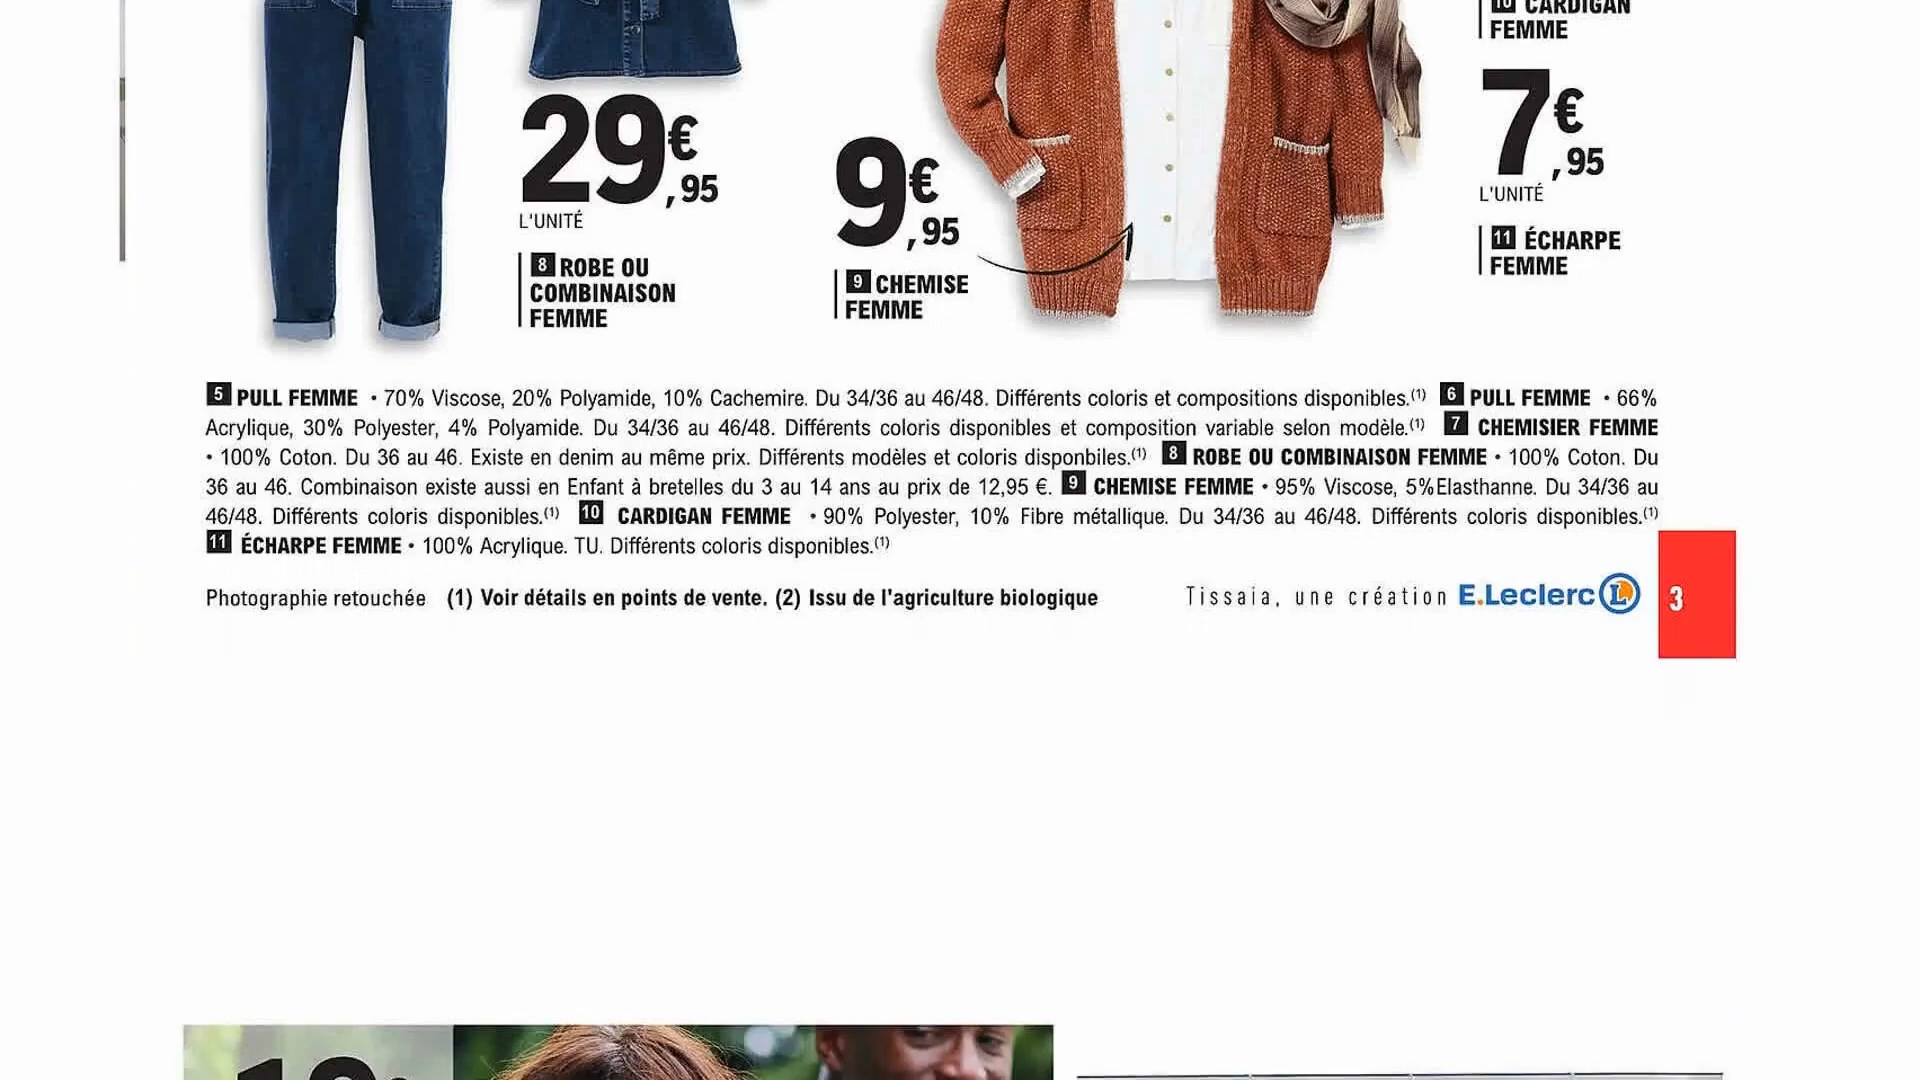 10 CARDIGAN
FEMME
7€,95
L'UNITÉ
11 ÉCHARPE
FEMME
29€,95
L'UNITÉ
8 ROBE OU
COMBINAISON
FEMME
9€,95
9 CHEMISE
FEMME
5 PULL FEMME • 70% Viscose, 20% Polyamide, 10% Cachemire. Du 34/36 au 46/48. Différents coloris et compositions disponibles.(1) 6 PULL FEMME • 66%
Acrylique, 30% Polyester, 4% Polyamide. Du 34/36 au 46/48. Différents coloris disponibles et composition variable selon modèle.(1) 7 CHEMISIER FEMME
• 100% Coton. Du 36 au 46. Existe en denim au même prix. Différents modèles et coloris disponbiles.(1) 8 ROBE OU COMBINAISON FEMME • 100% Coton. Du
36 au 46. Combinaison existe aussi en Enfant à bretelles du 3 au 14 ans au prix de 12,95 €. 9 CHEMISE FEMME • 95% Viscose, 5%Elasthanne. Du 34/36 au
46/48. Différents coloris disponibles.(1) 10 CARDIGAN FEMME • 90% Polyester, 10% Fibre métallique. Du 34/36 au 46/48. Différents coloris disponibles.(1)
11 ÉCHARPE FEMME • 100% Acrylique. TU. Différents coloris disponibles.(1)
Photographie retouchée (1) Voir détails en points de vente. (2) Issu de l'agriculture biologique
Tissaia, une création E.Leclerc L
3